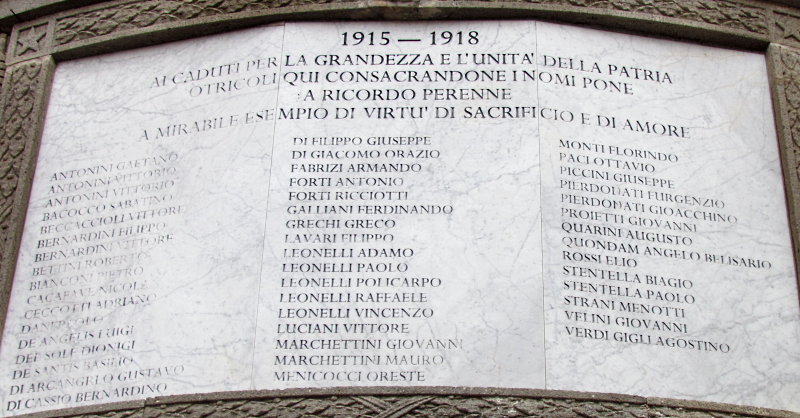 1915 — 1918
AI CADUTI PER LA GRANDEZZA E L'UNITA' DELLA PATRIA
OTRICOLI QUI CONSACRANDONE I NOMI PONE
A RICORDO PERENNE
A MIRABILE ESEMPIO DI VIRTU' DI SACRIFICIO E DI AMORE
ANTONINI GAETANO
ANTONINI VITTORIO
ANTONINI VITTORIO
BACOCCO SABATINO
BECCACCIOLI VITTORE
BERNARDINI FILIPPO
BERNARDINI VITTORE
BETTINI ROBERTO
BIANCONI PIETRO
NICOLE
CECCOTTI ADRIANO
DE ANGELIS LUIGI
DEL SOLE DIONIGI
DE SANTIS BASILIO
DI ARCANGELO GUSTAVO
DI CASSIO BERNARDINO
DI FILIPPO GIUSEPPE
DI GIACOMO ORAZIO
FABRIZI ARMANDO
FORTI ANTONIO
FORTI RICCIOTTI
GALLIANI FERDINANDO
GRECHI GRECO
LAVARI FILIPPO
LEONELLI ADAMO
LEONELLI PAOLO
LEONELLI POLICARPO
LEONELLI RAFFAELE
LEONELLI VINCENZO
LUCIANI VITTORE
MARCHETTINI GIOVANNI
MARCHETTINI MAURO
MENICOCCI ORESTE
MONTI FLORINDO
PACI OTTAVIO
PICCINI GIUSEPPE
PIERDONATI FURGENZIO
PIERDONATI GIOACCHINO
PROIETTI GIOVANNI
QUARINI AUGUSTO
QUONDAM ANGELO BELISARIO
ROSSI ELIO
STENTELLA BIAGIO
STENTELLA PAOLO
STRANI MENOTTI
VELINI GIOVANNI
VERDI GIGLI AGOSTINO